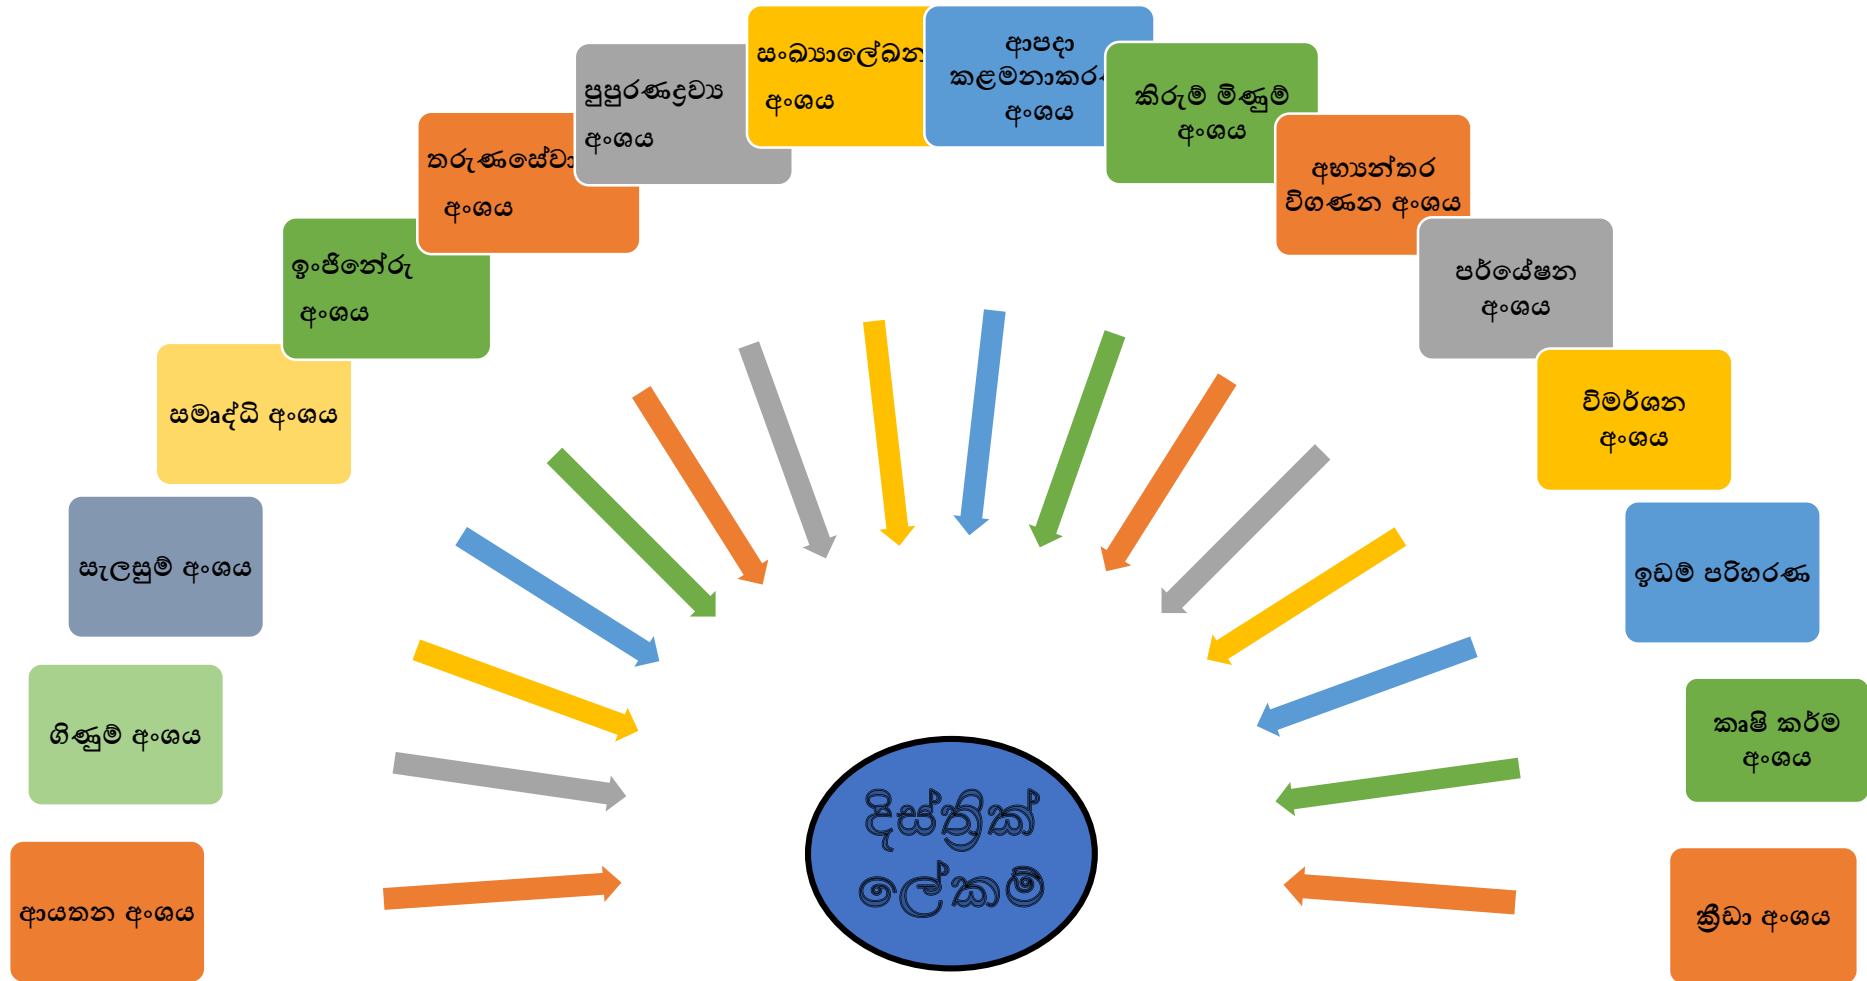 සංඛ්‍යාලේඛන
අංශය
ආපදා
කළමනාකරණ
අංශය
පුපුරණද්‍රව්‍ය
අංශය
කිරුම් මිණුම්
අංශය
තරුණසේවා
අංශය
අභ්‍යන්තර
විගණන අංශය
ඉංජිනේරු
අංශය
පර්යේෂන
අංශය
සමෘද්ධි අංශය
විමර්ශන
අංශය
සැලසුම් අංශය
ඉඩම් පරිහරණ
ගිණුම් අංශය
කෘෂි කර්ම
අංශය
ආයතන අංශය
ක්‍රීඩා අංශය
දිස්ත්‍රික්
ලේකම්